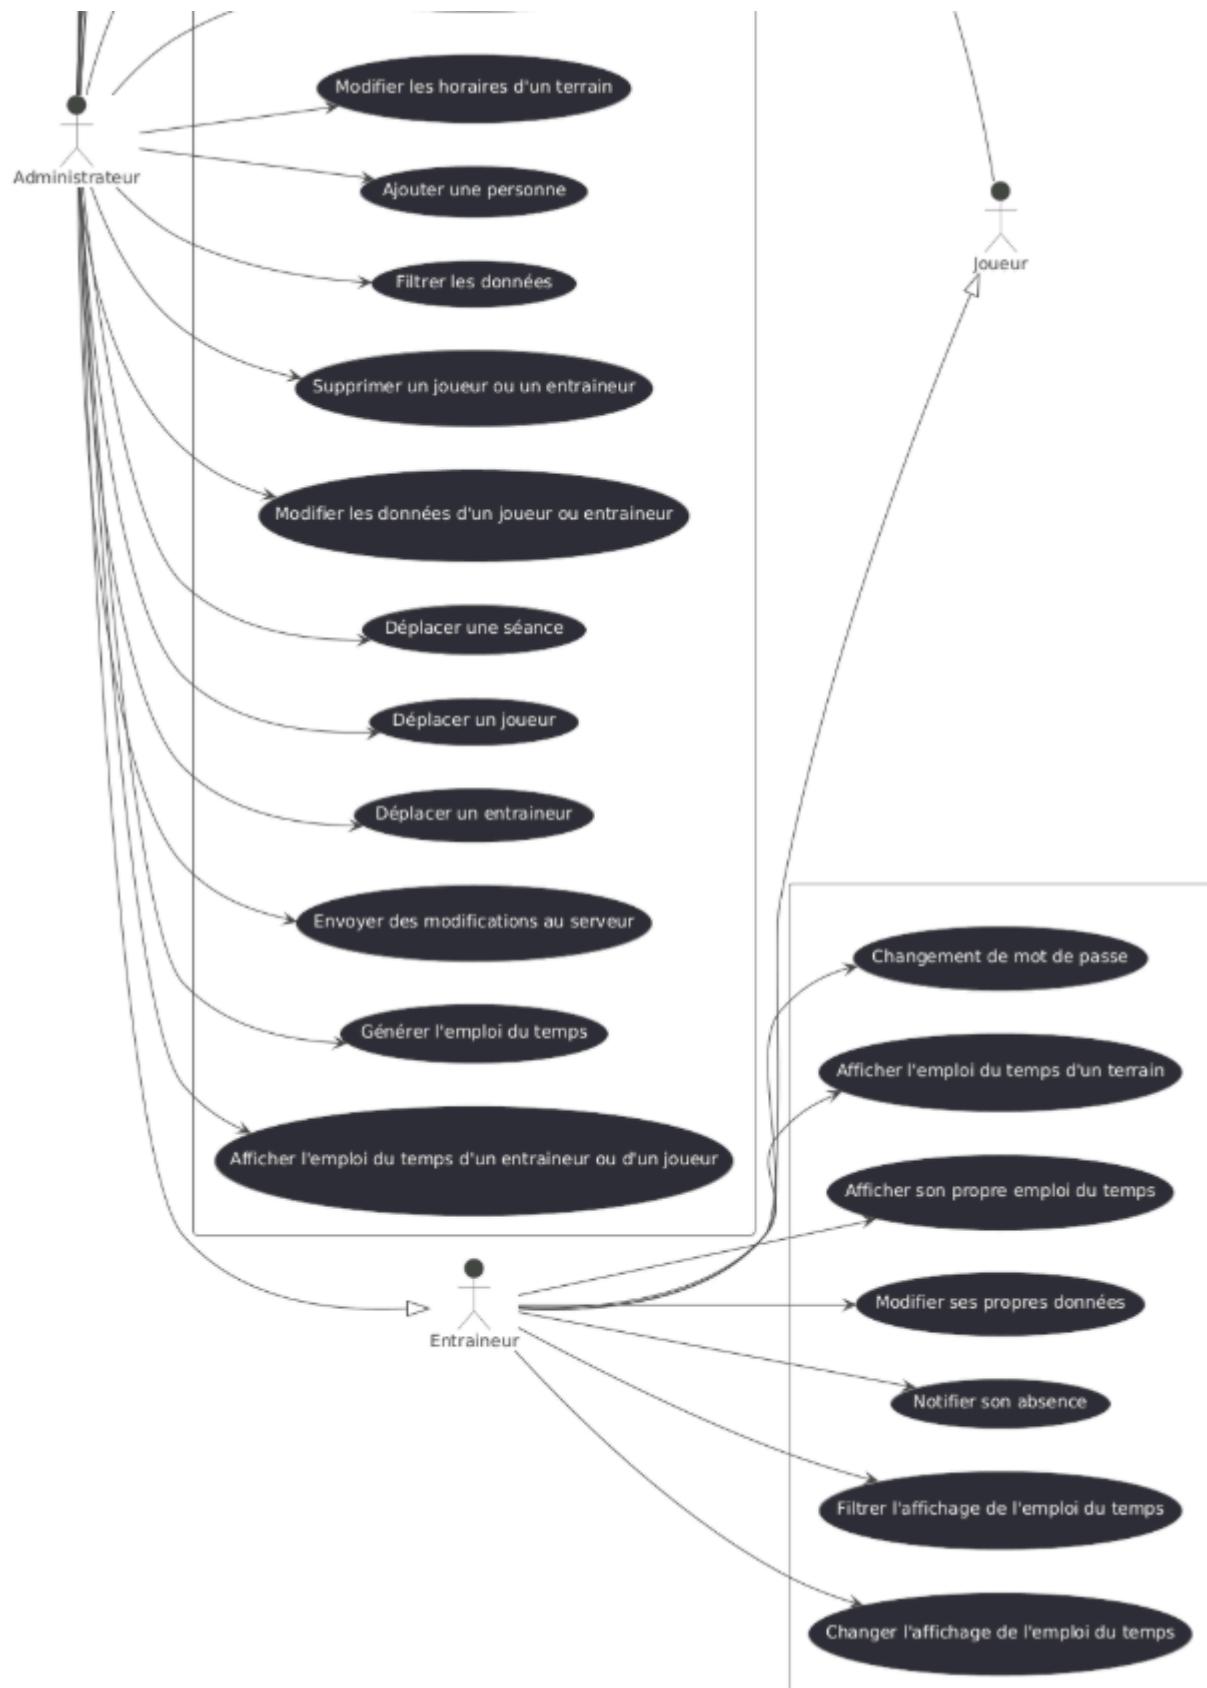 Modifier les horaires d'un terrain
Administrateur
Ajouter une personne
Filtrer les données
Joueur
Supprimer un joueur ou un entraineur
Modifier les données d'un joueur ou entraineur
Déplacer une séance
Déplacer un joueur
Déplacer un entraineur
Envoyer des modifications au serveur
Changement de mot de passe
Générer l'emploi du temps
Afficher l'emploi du temps d'un terrain
Afficher l'emploi du temps d'un entraineur ou d'un joueur
Afficher son propre emploi du temps
Modifier ses propres données
Entraineur
Notifier son absence
Filtrer l'affichage de l'emploi du temps
Changer l'affichage de l'emploi du temps